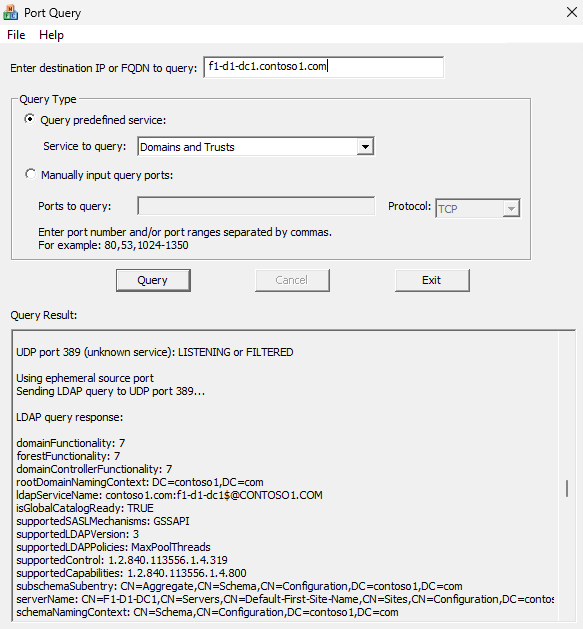 Port Query
File Help
Enter destination IP or FQDN to query: f1-d1-dc1.contoso1.com
Query Type
Query predefined service:
Service to query: Domains and Trusts
Manually input query ports:
Ports to query: Protocol: TCP
Enter port number and/or port ranges separated by commas.
For example: 80,53,1024-1350
Query Cancel Exit
Query Result:
UDP port 389 (unknown service): LISTENING or FILTERED
Using ephemeral source port
Sending LDAP query to UDP port 389...
LDAP query response:
domainFunctionality: 7
forestFunctionality: 7
domainControllerFunctionality: 7
rootDomainNamingContext: DC=contoso1,DC=com
ldapServiceName: contoso1.com:f1-d1-dc1$@CONTOSO1.COM
isGlobalCatalogReady: TRUE
supportedSASLMechanisms: GSSAPI
supportedLDAPVersion: 3
supportedLDAPPolicies: MaxPoolThreads
supportedControl: 1.2.840.113556.1.4.319
supportedCapabilities: 1.2.840.113556.1.4.800
subschemaSubentry: CN=Aggregate,CN=Schema,CN=Configuration,DC=contoso1,DC=com
serverName: CN=F1-D1-DC1,CN=Servers,CN=Default-First-Site-Name,CN=Sites,CN=Configuration,DC=contos
schemaNamingContext: CN=Schema,CN=Configuration,DC=contoso1,DC=com